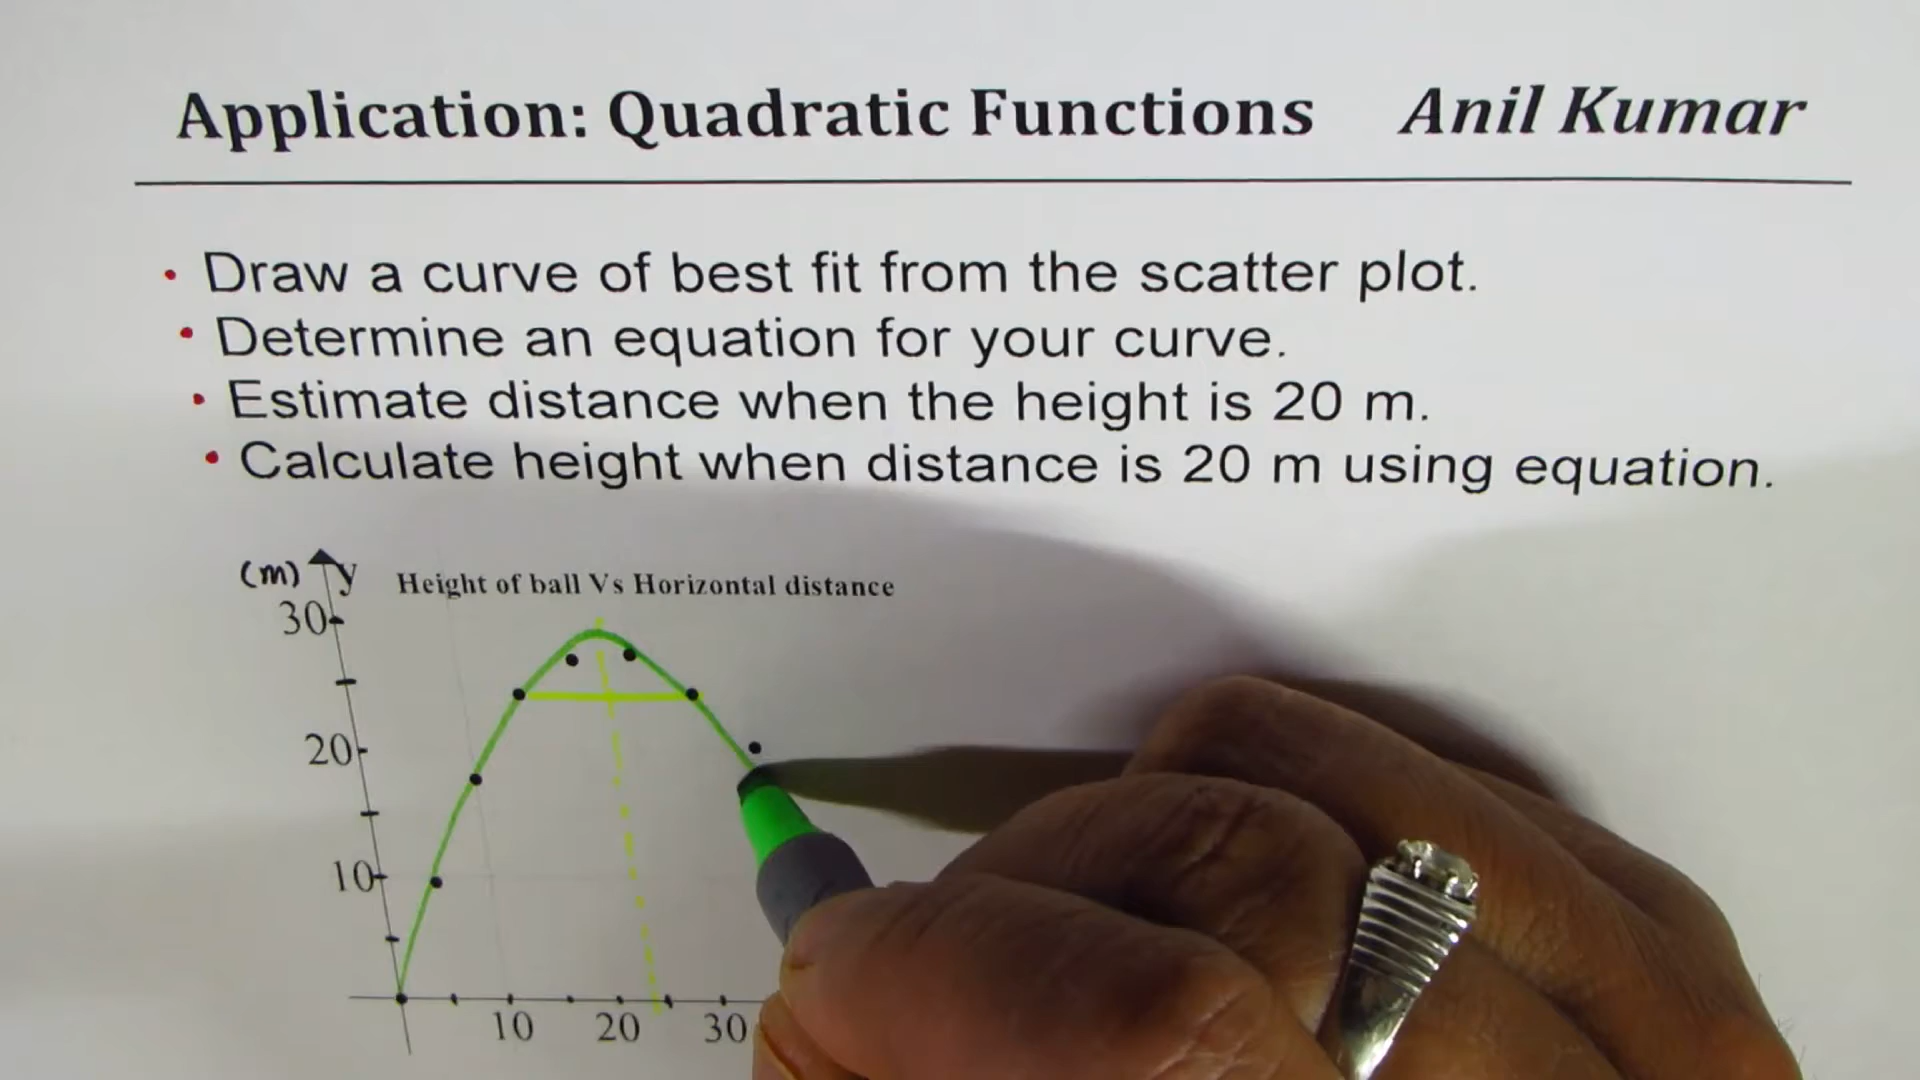 Application: Quadratic Functions Anil Kumar
• Draw a curve of best fit from the scatter plot.
• Determine an equation for your curve.
• Estimate distance when the height is 20 m.
• Calculate height when distance is 20 m using equation.
(m) y Height of ball Vs Horizontal distance
30
20
10
10 20 30